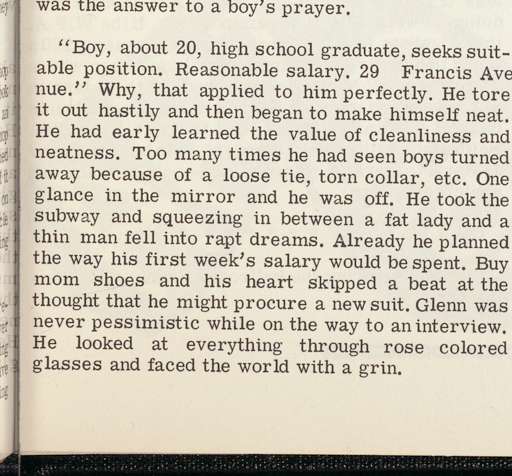 was the answer to a boy's prayer.
“Boy, about 20, high school graduate, seeks suit-
able position. Reasonable salary. 29 Francis Ave
nue.” Why, that applied to him perfectly. He tore
it out hastily and then began to make himself neat.
He had early learned the value of cleanliness and
neatness. Too many times he had seen boys turned
away because of a loose tie, torn collar, etc. One
glance in the mirror and he was off. He took the
subway and squeezing in between a fat lady and a
thin man fell into rapt dreams. Already he planned
the way his first week's salary would be spent. Buy
mom shoes and his heart skipped a beat at the
thought that he might procure a new suit. Glenn was
never pessimistic while on the way to an interview.
He looked at everything through rose colored
glasses and faced the world with a grin.